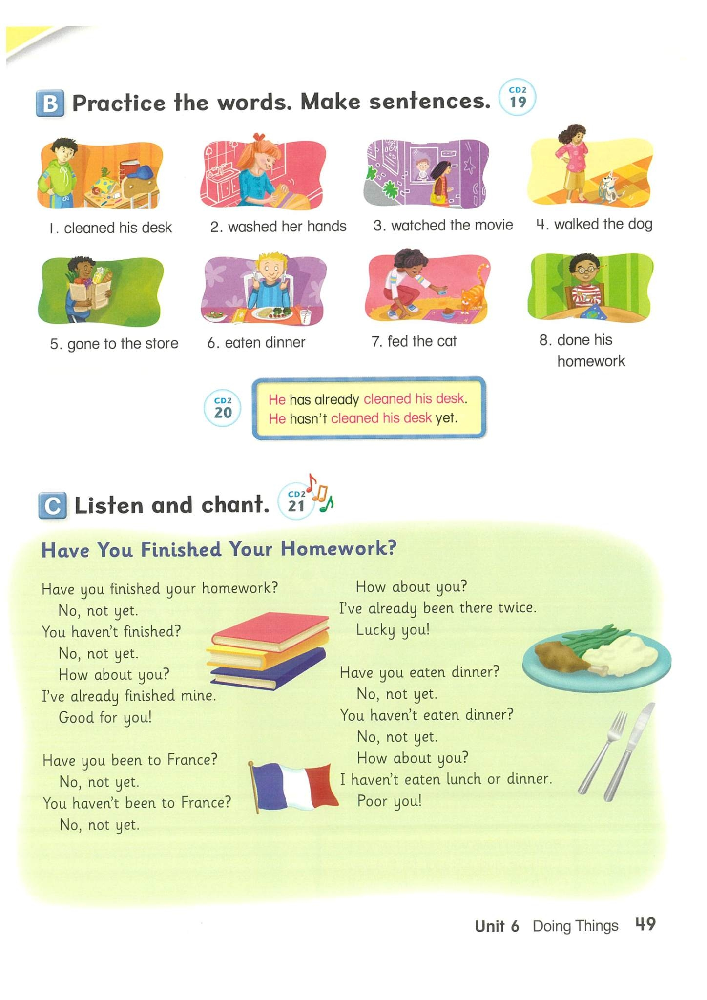 B Practice the words. Make sentences. CD2 19
1. cleaned his desk
2. washed her hands
3. watched the movie
4. walked the dog
5. gone to the store
6. eaten dinner
7. fed the cat
8. done his
homework
CD2 20
He has already cleaned his desk.
He hasn't cleaned his desk yet.
C Listen and chant. CD2 21
Have You Finished Your Homework?
Have you finished your homework?
No, not yet.
You haven't finished?
No, not yet.
How about you?
I've already finished mine.
Good for you!
Have you been to France?
No, not yet.
You haven't been to France?
No, not yet.
How about you?
I've already been there twice.
Lucky you!
Have you eaten dinner?
No, not yet.
You haven't eaten dinner?
No, not yet.
How about you?
I haven't eaten lunch or dinner.
Poor you!
Unit 6 Doing Things 49